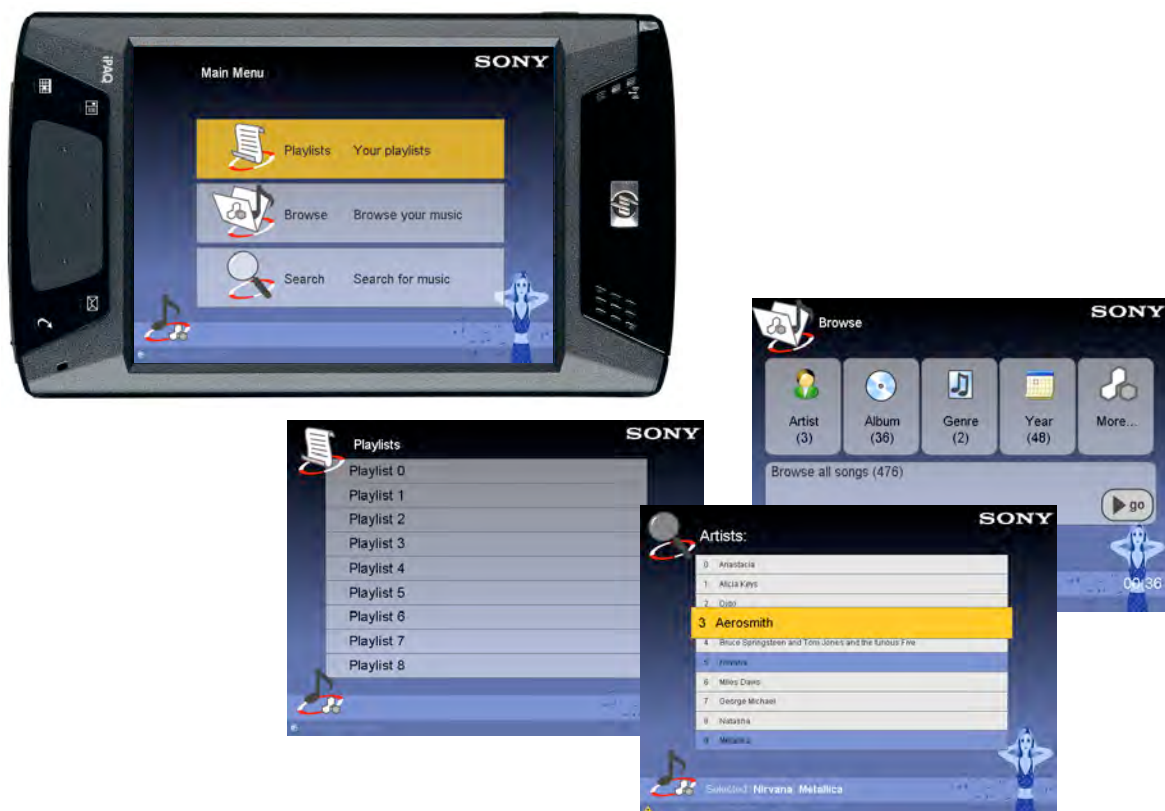 iPAQ
Main Menu
SONY
Playlists Your playlists
Browse Browse your music
Search Search for music
Browse
SONY
Artist
(3)
Album
(36)
Genre
(2)
Year
(48)
More...
Browse all songs (476)
go
00:36
Playlists
SONY
Playlist 0
Playlist 1
Playlist 2
Playlist 3
Playlist 4
Playlist 5
Playlist 6
Playlist 7
Playlist 8
SONY
Artists:
0 Anastacia
1 Alicia Keys
2 Dido
3 Aerosmith
4 Bruce Springsteen and Tom Jones and the furious Five
5 Nirvana
6 Miles Davis
7 George Michael
8 Natasha
9 Metallica
Selected: Nirvana Metallica